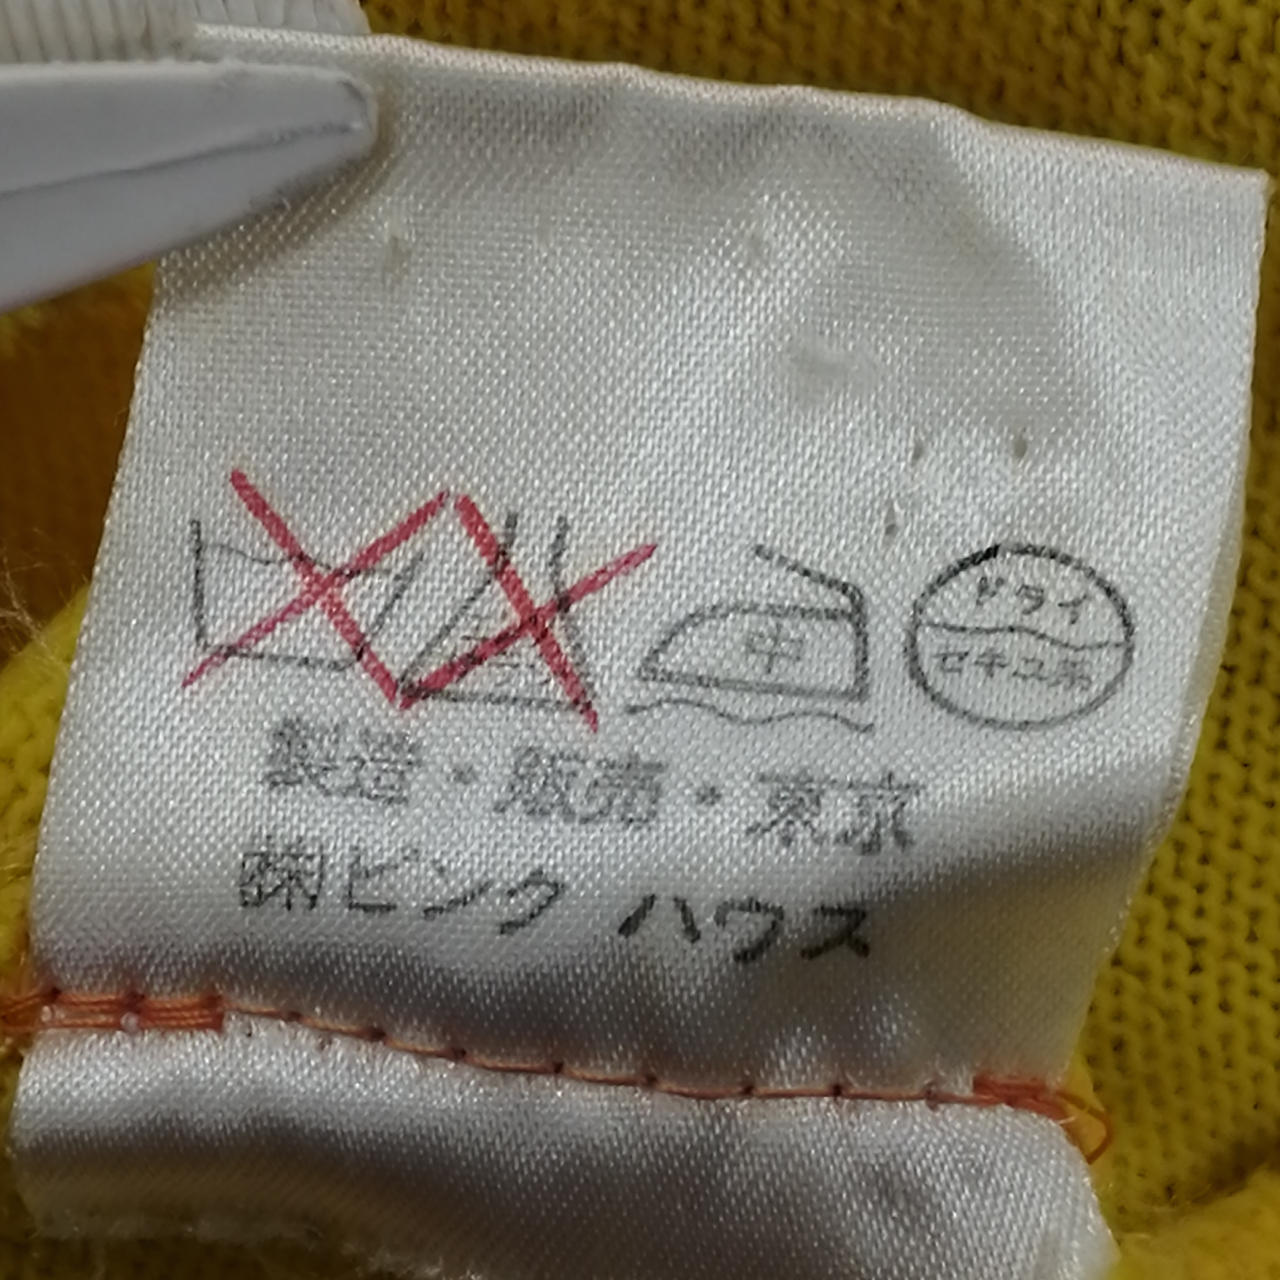 中
ドライ
セキユ系
製造・販売・東京
㈱ピンク ハウス